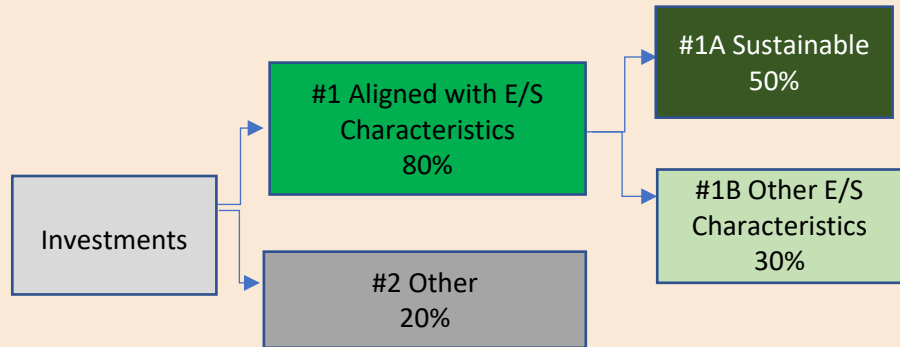 Investments
#1 Aligned with E/S
Characteristics
80%
#2 Other
20%
#1A Sustainable
50%
#1B Other E/S
Characteristics
30%